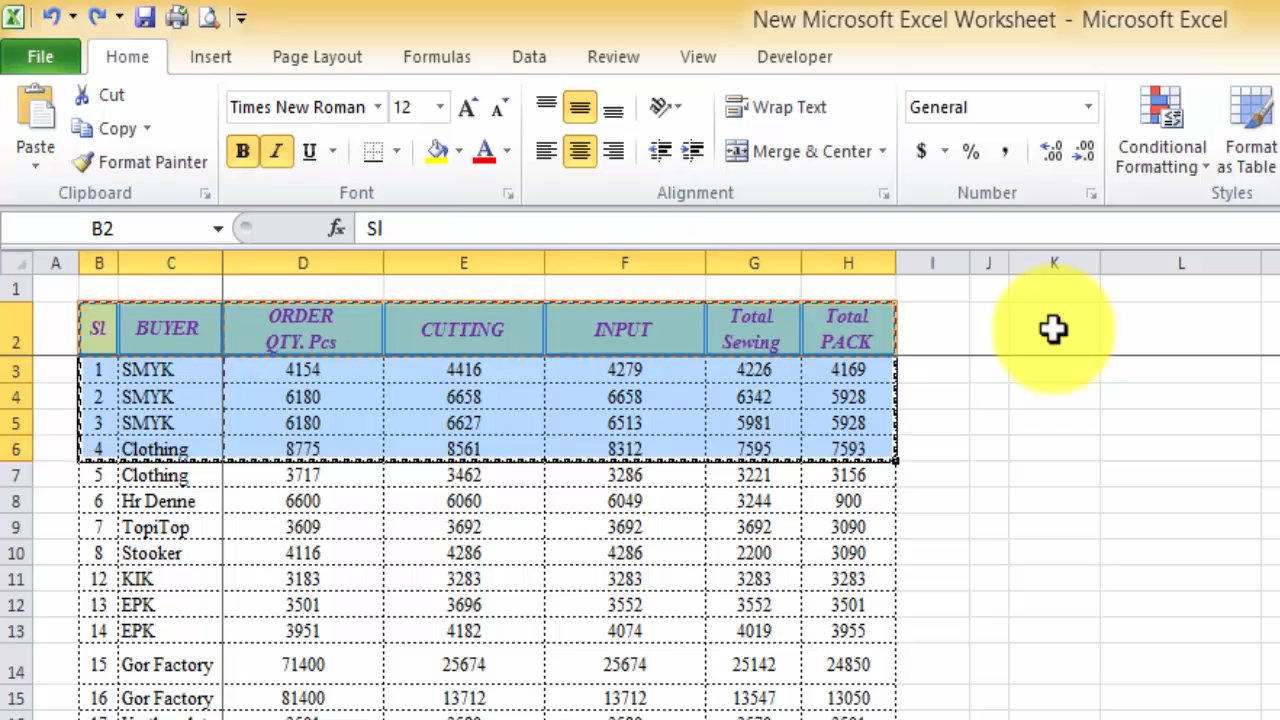 New Microsoft Excel Worksheet - Microsoft Excel
File Home Insert Page Layout Formulas Data Review View Developer
Paste
Cut
Copy
Format Painter
Clipboard
Times New Roman 12 A A
B I U A
Font
Wrap Text
Merge & Center
Alignment
General
$ % , .00
Number
Conditional Formatting
Format as Table
Styles
B2 fx Sl
A B C D E F G H I J K L
1
2 Sl BUYER ORDER QTY. Pcs CUTTING INPUT Total Sewing Total PACK
3 1 SMYK 4154 4416 4279 4226 4169
4 2 SMYK 6180 6658 6658 6342 5928
5 3 SMYK 6180 6627 6513 5981 5928
6 4 Clothing 8775 8561 8312 7595 7593
7 5 Clothing 3717 3462 3286 3221 3156
8 6 Hr Denne 6600 6060 6049 3244 900
9 7 TopiTop 3609 3692 3692 3692 3090
10 8 Stooker 4116 4286 4286 2200 3090
11 12 KIK 3183 3283 3283 3283 3283
12 13 EPK 3501 3696 3552 3552 3501
13 14 EPK 3951 4182 4074 4019 3955
14 15 Gor Factory 71400 25674 25674 25142 24850
15 16 Gor Factory 81400 13712 13712 13547 13050